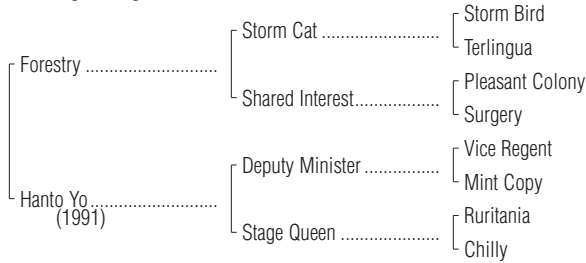 Storm Bird
Storm Cat ........................
Terlingua
Forestry ..........................
Pleasant Colony
Shared Interest.................
Surgery
Vice Regent
Deputy Minister ...............
Mint Copy
Hanto Yo.........................
(1991)
Ruritania
Stage Queen ....................
Chilly